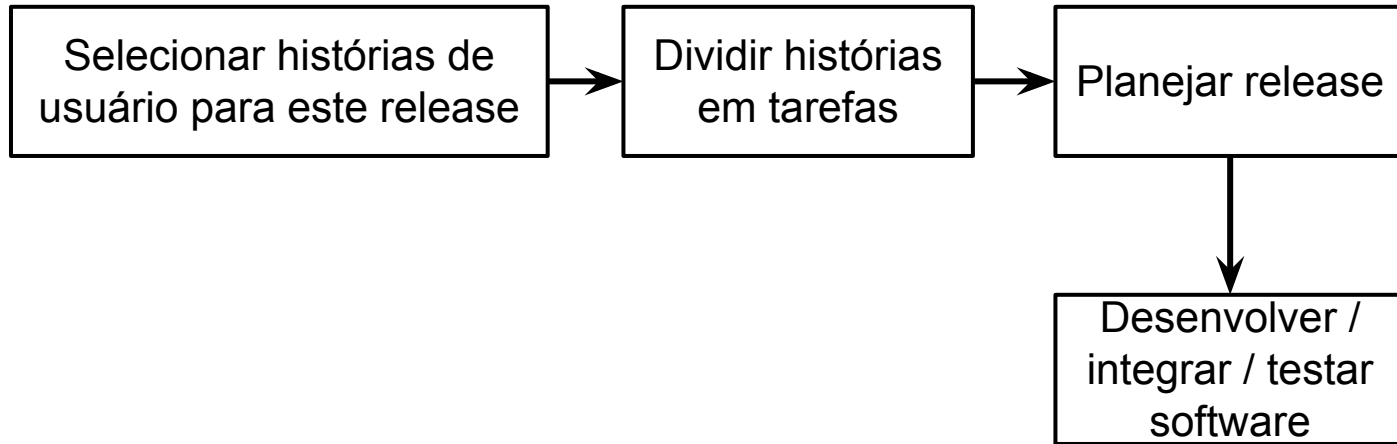 Selecionar histórias de
usuário para este release
Dividir histórias
em tarefas
Planejar release
Desenvolver /
integrar / testar
software